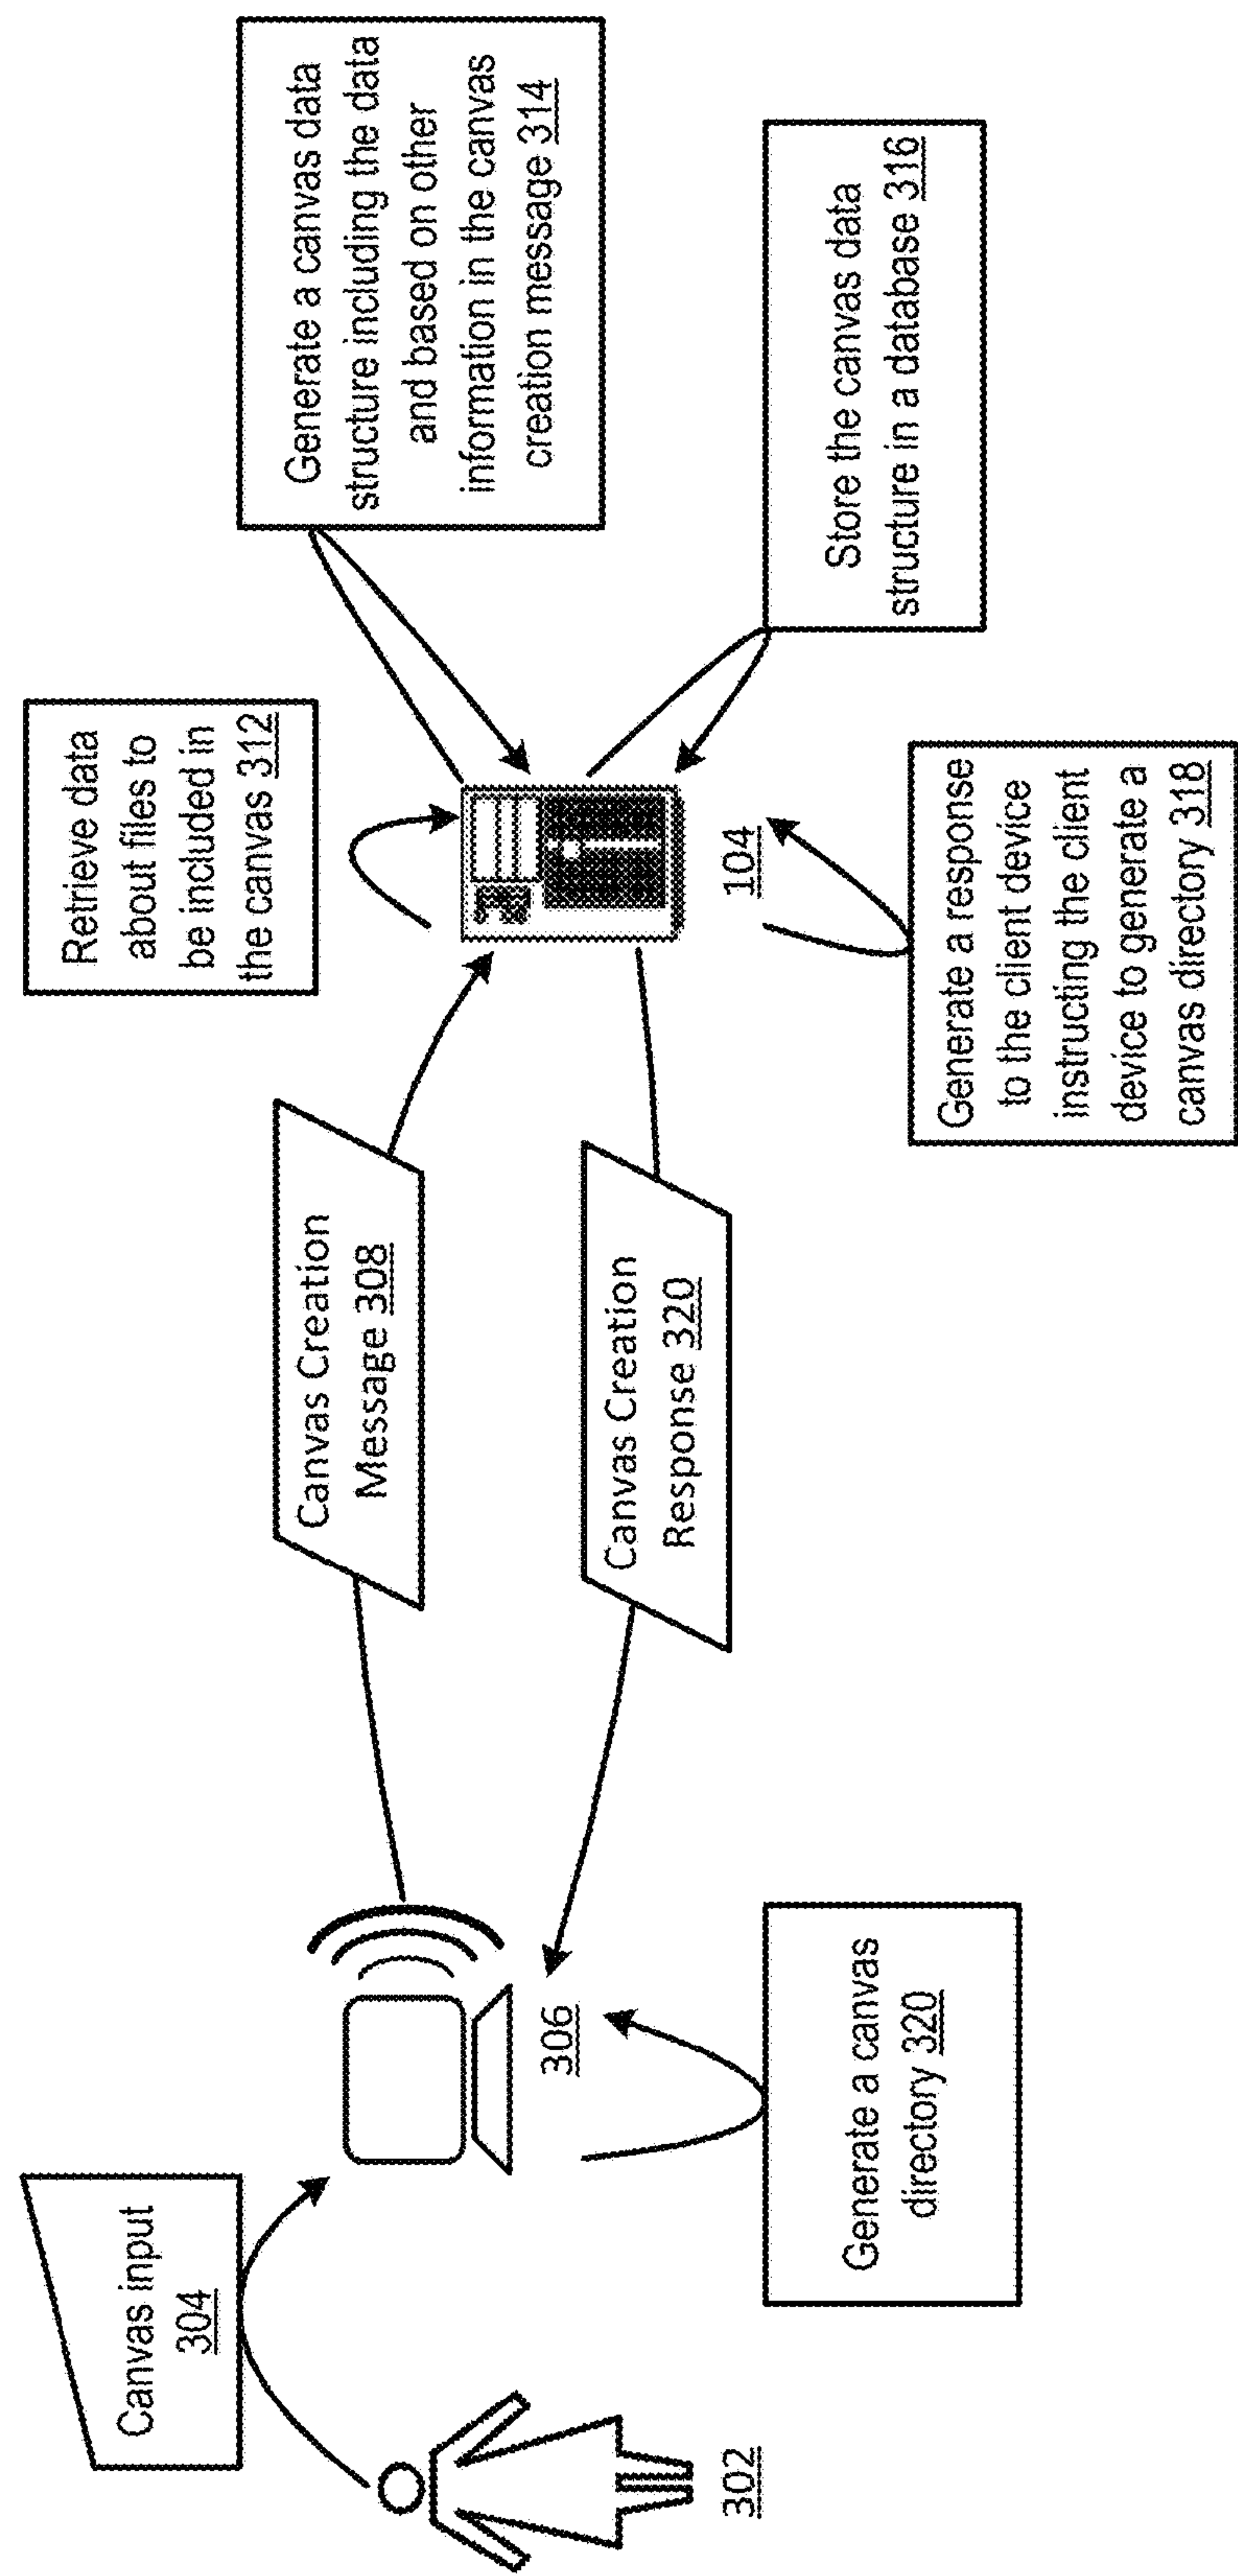 Canvas input
304
302
306
Generate a canvas
directory 320
Canvas Creation
Message 308
Canvas Creation
Response 320
Retrieve data
about files to
be included in
the canvas 312
104
Generate a response
to the client device
instructing the client
device to generate a
canvas directory 318
Generate a canvas data
structure including the data
and based on other
information in the canvas
creation message 314
Store the canvas data
structure in a database 316